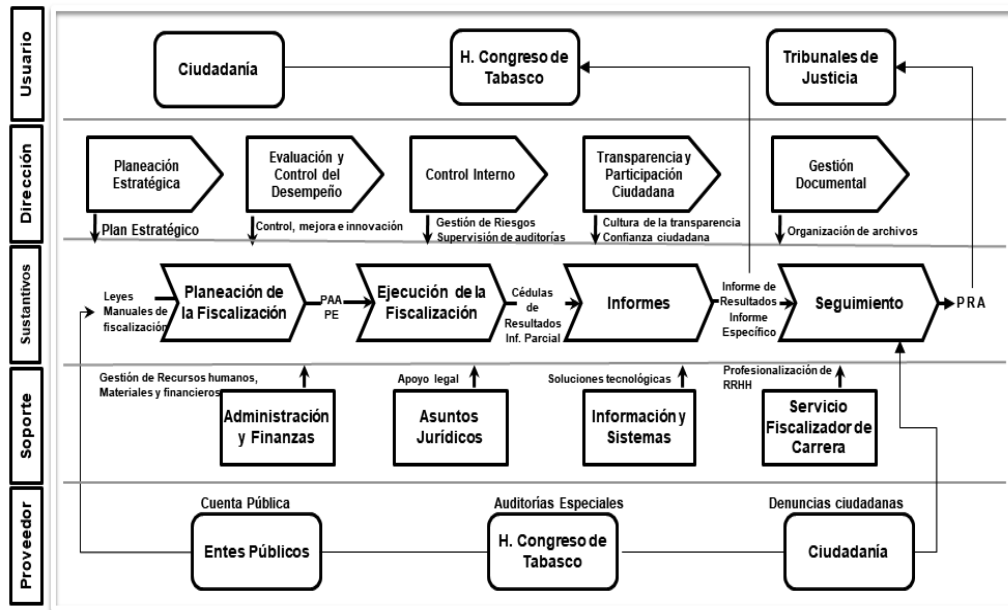 Usuario
Ciudadanía
H. Congreso de
Tabasco
Tribunales de
Justicia
Dirección
Planeación
Estratégica
Evaluación y
Control del
Desempeño
Control Interno
Transparencia y
Participación
Ciudadana
Gestión
Documental
Plan Estratégico
Control, mejora e innovación
Gestión de Riesgos
Supervisión de auditorías
Cultura de la transparencia
Confianza ciudadana
Organización de archivos
Sustantivos
Leyes
Manuales de
fiscalización
Planeación de
la Fiscalización
PAA
PE
Ejecución de la
Fiscalización
Cédulas
de
Resultados
Inf. Parcial
Informes
Informe de
Resultados
Informe
Específico
Seguimiento
PRA
Soporte
Gestión de Recursos humanos,
Materiales y financieros
Administración
y Finanzas
Apoyo legal
Asuntos
Jurídicos
Soluciones tecnológicas
Información y
Sistemas
Profesionalización de
RRHH
Servicio
Fiscalizador de
Carrera
Proveedor
Cuenta Pública
Entes Públicos
Auditorías Especiales
H. Congreso de
Tabasco
Denuncias ciudadanas
Ciudadanía